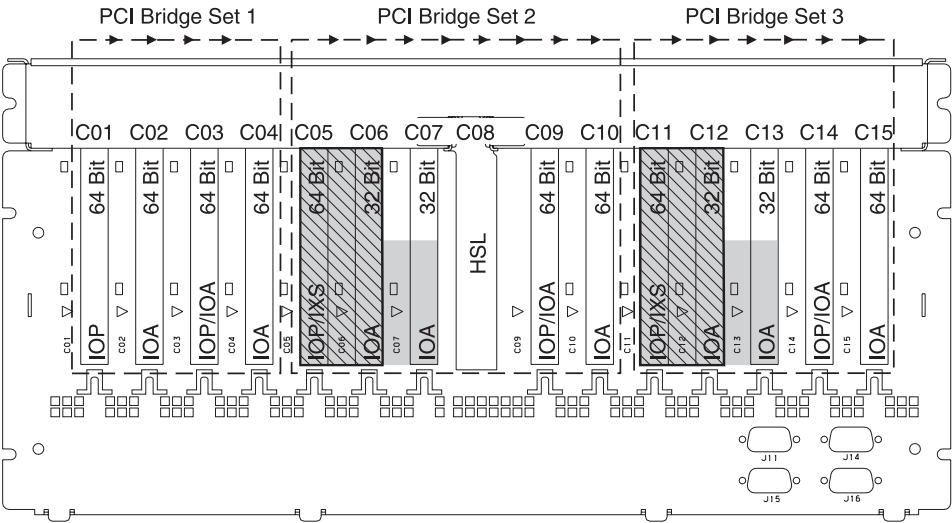 PCI Bridge Set 1 PCI Bridge Set 2 PCI Bridge Set 3
C01 C02 C03 C04 C05 C06 C07 C08 C09 C10 C11 C12 C13 C14 C15
64 Bit 64 Bit 64 Bit 64 Bit 64 Bit 32 Bit 32 Bit 64 Bit 64 Bit 64 Bit 32 Bit 32 Bit 64 Bit 64 Bit
HSL
IOP IOA IOP/IOA IOA IOP/IXS IOA IOA IOP/IOA IOA IOP/IXS IOA IOA IOP/IOA IOA
C01 C02 C03 C04 C05 C06 C07 C09 C10 C11 C12 C13 C14 C15
J11 J14
J15 J16